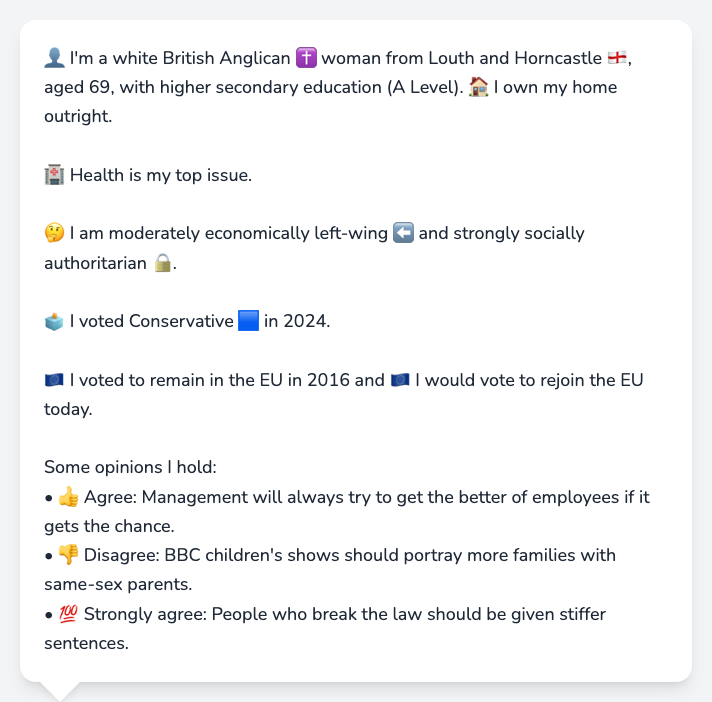 👤 I'm a white British Anglican ✝️ woman from Louth and Horncastle 🏴󠁧󠁢󠁥󠁮󠁧󠁿,
aged 69, with higher secondary education (A Level). 🏠 I own my home
outright.
🏥 Health is my top issue.
🤔 I am moderately economically left-wing ⬅️ and strongly socially
authoritarian 🔒.
🗳️ I voted Conservative 🟦 in 2024.
🇪🇺 I voted to remain in the EU in 2016 and 🇪🇺 I would vote to rejoin the EU
today.
Some opinions I hold:
• 👍 Agree: Management will always try to get the better of employees if it
gets the chance.
• 👎 Disagree: BBC children's shows should portray more families with
same-sex parents.
• 💯 Strongly agree: People who break the law should be given stiffer
sentences.